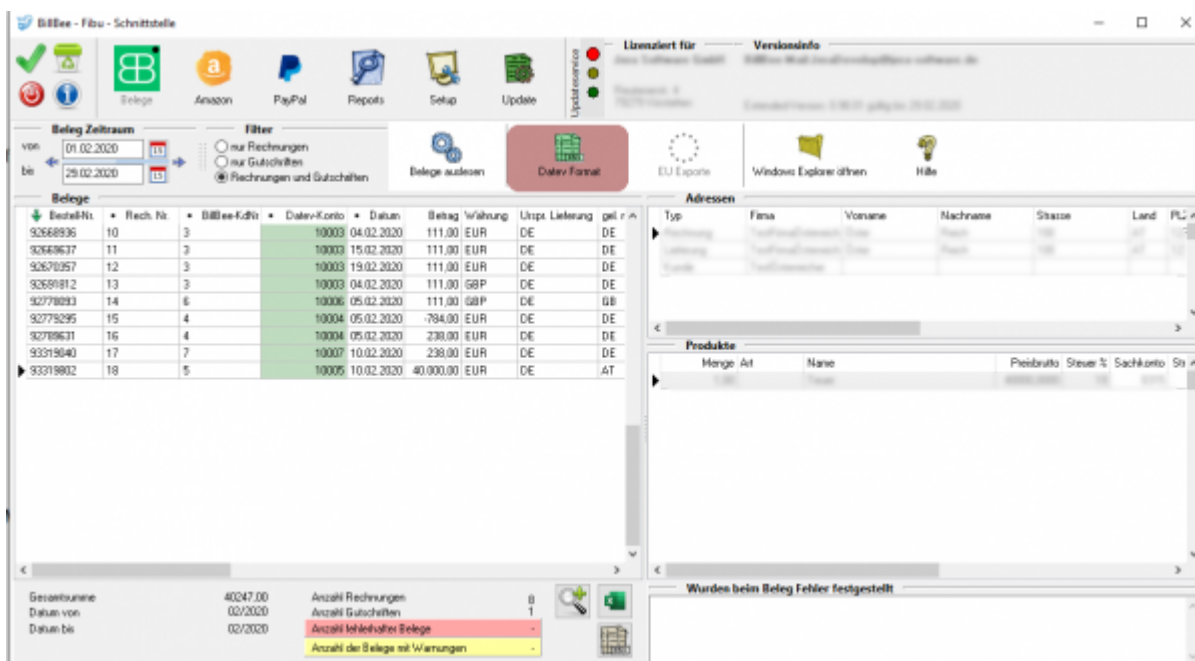 BillBee - Fibu - Schnittstelle
Belege Amazon PayPal Reports Setup Update
Updateservice
Lizenziert für Versionsinfo
Beleg Zeitraum
von 01.02.2020 15
bis 29.02.2020 15
Filter
nur Rechnungen
nur Gutschriften
Rechnungen und Gutschriften
Belege auslesen Datev Format EU Exporte Windows Explorer öffnen Hilfe
Belege
Bestell-Nr. Rech. Nr. BillBee-KdNr Datev-Konto Datum Betrag Währung Urspr. Lieferung gel. n
92668936 10 3 10003 04.02.2020 111,00 EUR DE DE
92669637 11 3 10003 15.02.2020 111,00 EUR DE DE
92670357 12 3 10003 19.02.2020 111,00 EUR DE DE
92691812 13 3 10003 04.02.2020 111,00 GBP DE DE
92778093 14 6 10006 05.02.2020 111,00 GBP DE GB
92779295 15 4 10004 05.02.2020 -784,00 EUR DE DE
92789631 16 4 10004 05.02.2020 238,00 EUR DE DE
93319040 17 7 10007 10.02.2020 238,00 EUR DE DE
93319802 18 5 10005 10.02.2020 40.000,00 EUR DE AT
Adressen
Typ Firma Vorname Nachname Strasse Land PLZ
Produkte
Menge Art Name Preisbrutto Steuer % Sachkonto
Gesamtsumme 40247,00
Datum von 02/2020
Datum bis 02/2020
Anzahl Rechnungen 8
Anzahl Gutschriften 1
Anzahl fehlerhafter Belege -
Anzahl der Belege mit Warnungen -
Wurden beim Beleg Fehler festgestellt